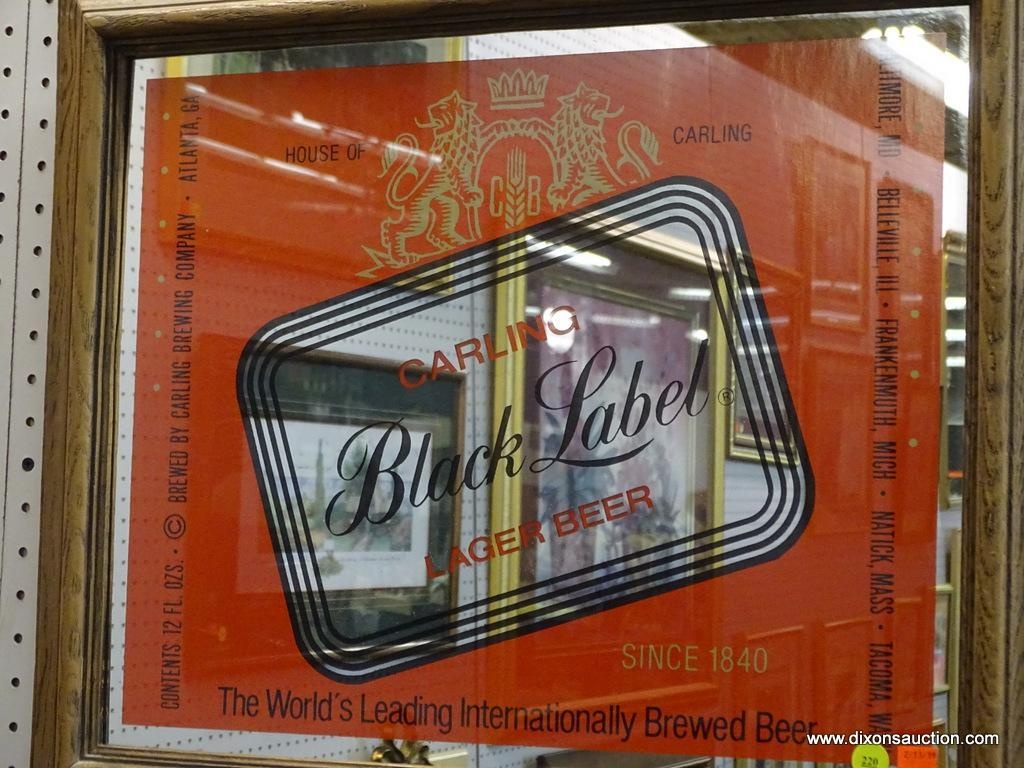 HOUSE OF
CARLING
C B
CARLING
Black Label ®
LAGER BEER
SINCE 1840
The World's Leading Internationally Brewed Beer
CONTENTS 12 FL. OZS. • © BREWED BY CARLING BREWING COMPANY • ATLANTA, GA
MD • BELLEVILLE, Ill • FRANKENMUTH, MICH • NATICK, MASS • TACOMA,
220
www.dixonsauction.com